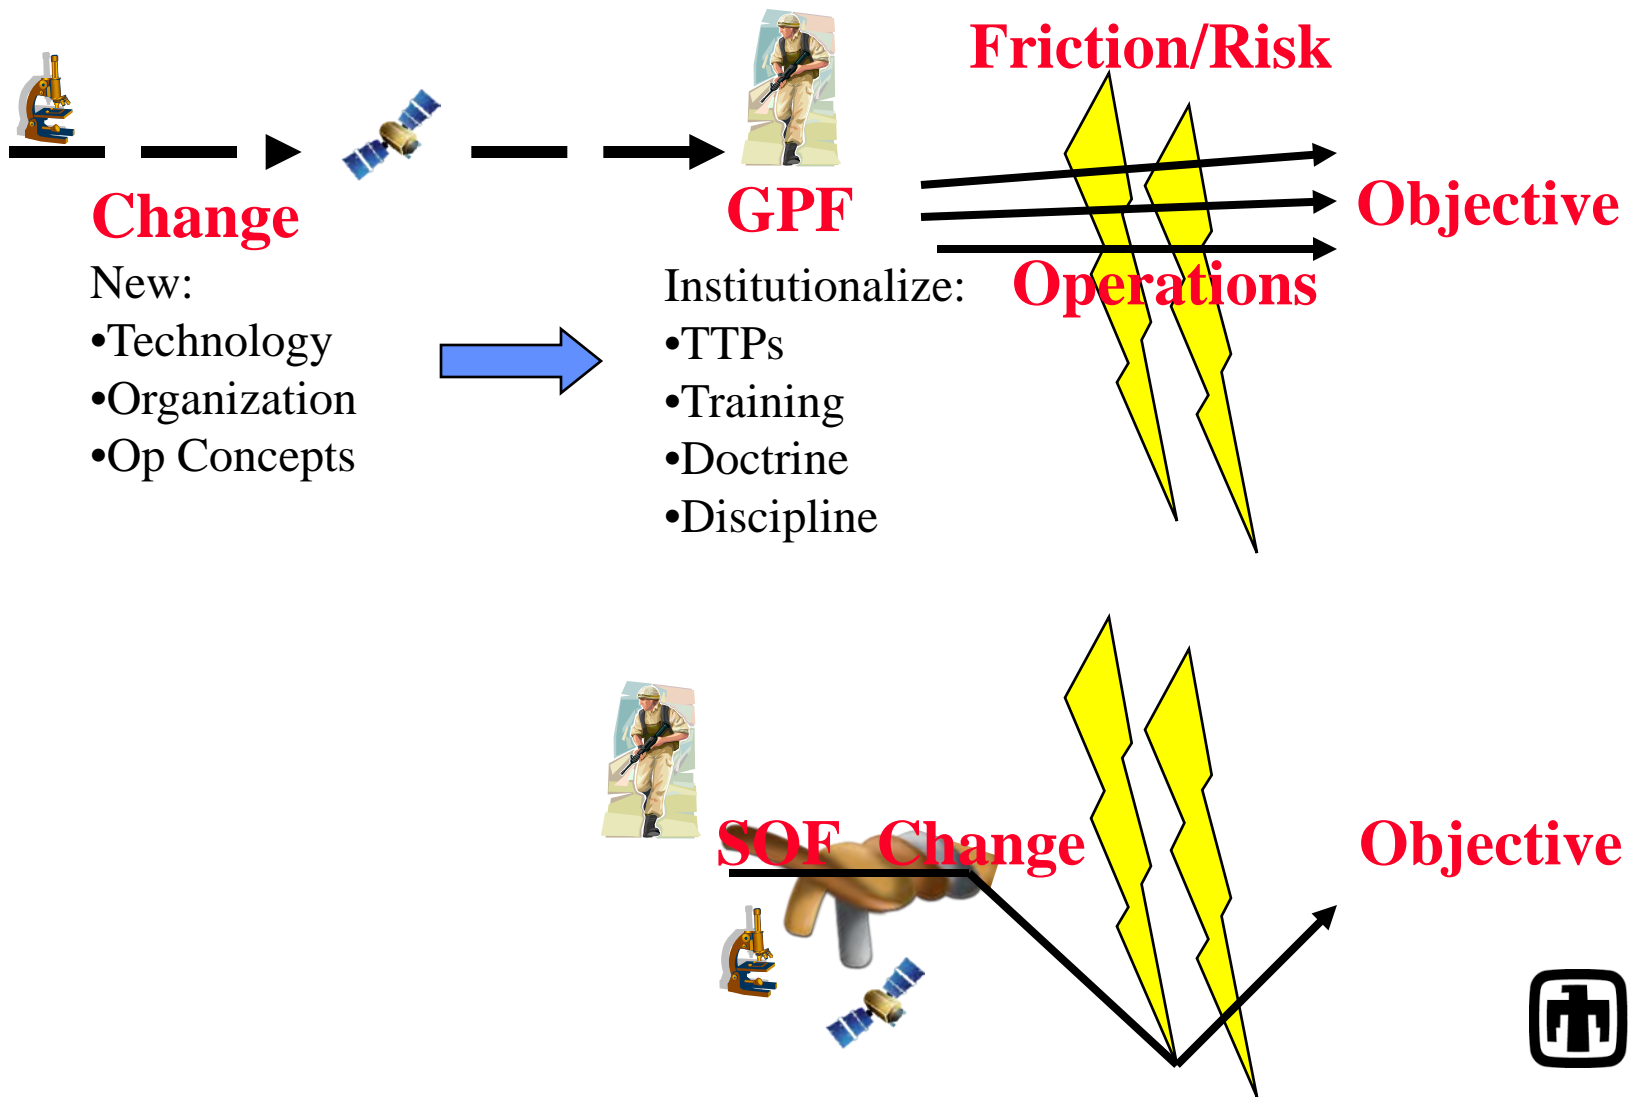 Friction/Risk
Change
GPF
Objective
New:
•Technology
•Organization
•Op Concepts
Institutionalize:
•TTPs
•Training
•Doctrine
•Discipline
Operations
SOF Change
Objective